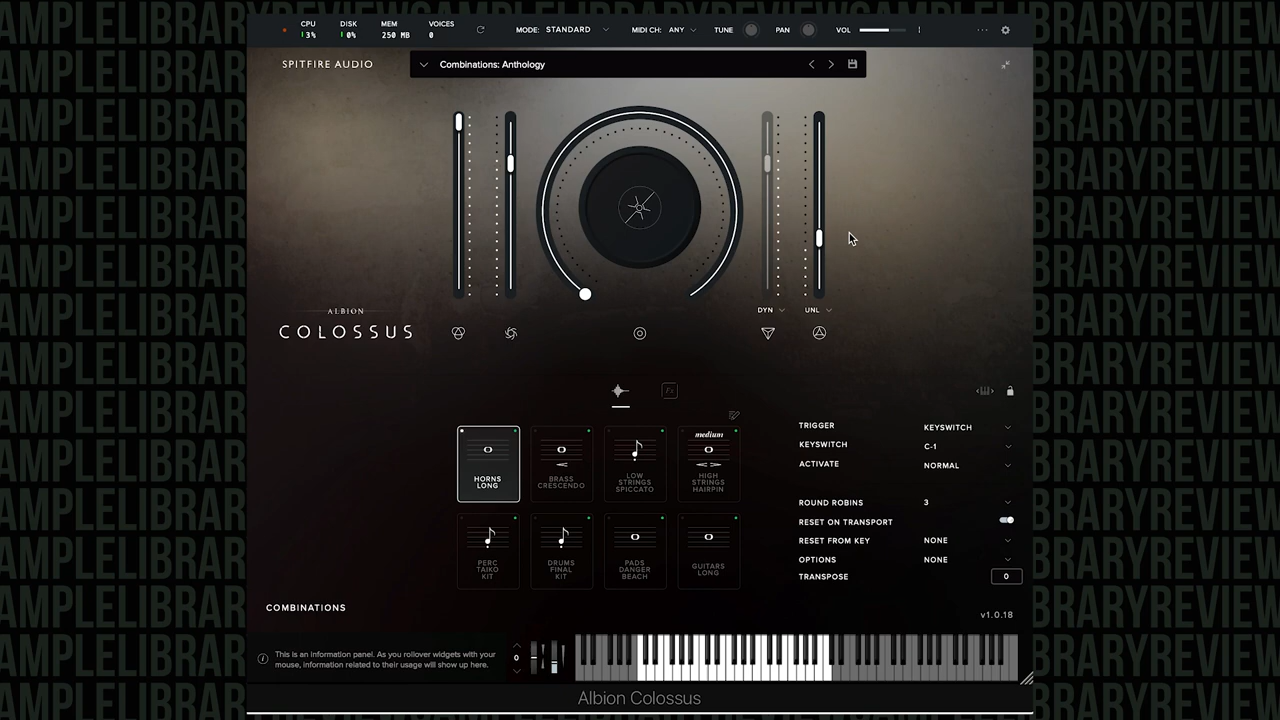 CPU DISK MEM VOICES
3% 0% 250 MB 0
MODE: STANDARD MIDI CH: ANY TUNE PAN VOL
SPITFIRE AUDIO
Combinations: Anthology
DYN UNL
ALBION
COLOSSUS
Fx
TRIGGER KEYSWITCH
KEYSWITCH C-1
ACTIVATE NORMAL
ROUND ROBINS 3
RESET ON TRANSPORT
RESET FROM KEY NONE
OPTIONS NONE
TRANSPOSE 0
HORNS
LONG
BRASS
CRESCENDO
LOW
STRINGS
SPICCATO
medium
HIGH
STRINGS
HAIRPIN
PERC
TAIKO
KIT
DRUMS
FINAL
KIT
PADS
DANGER
BEACH
GUITARS
LONG
COMBINATIONS
v1.0.18
This is an information panel. As you rollover widgets with your
mouse, information related to their usage will show up here.
0
Albion Colossus
SAMPLELIBRARYREVIEW